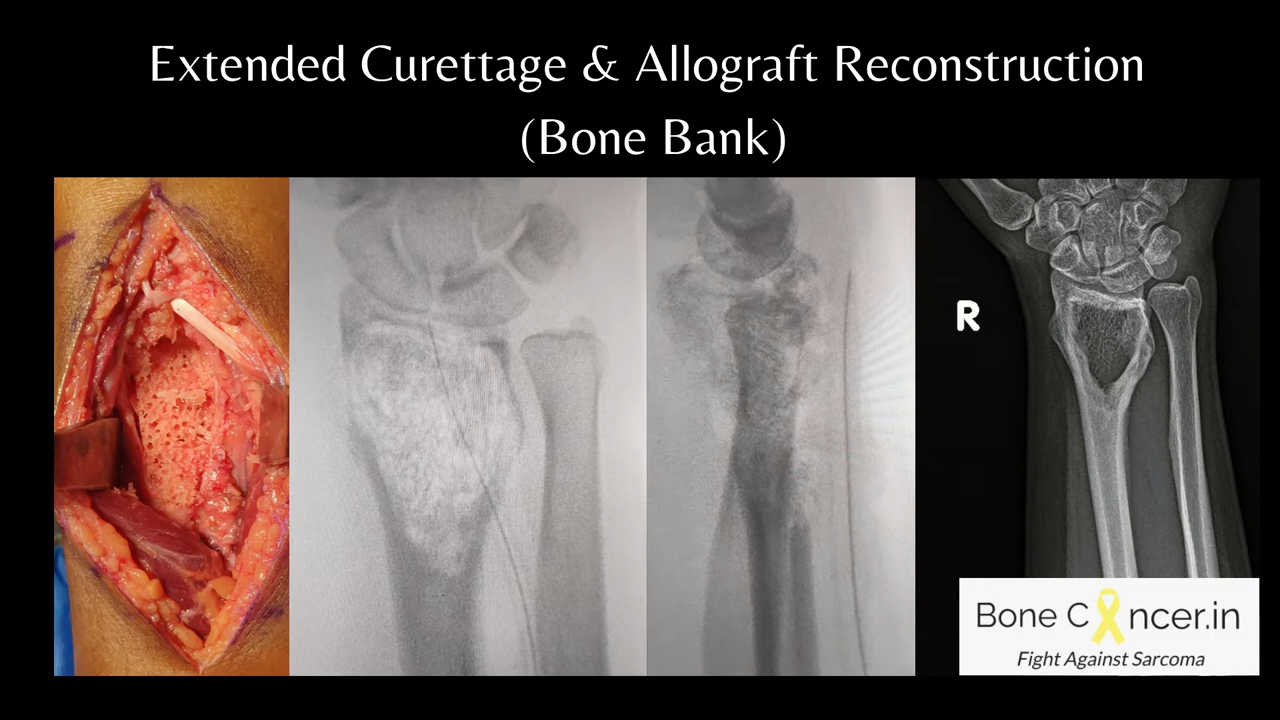 Extended Curettage & Allograft Reconstruction
(Bone Bank)
R
Bone Cancer.in
Fight Against Sarcoma